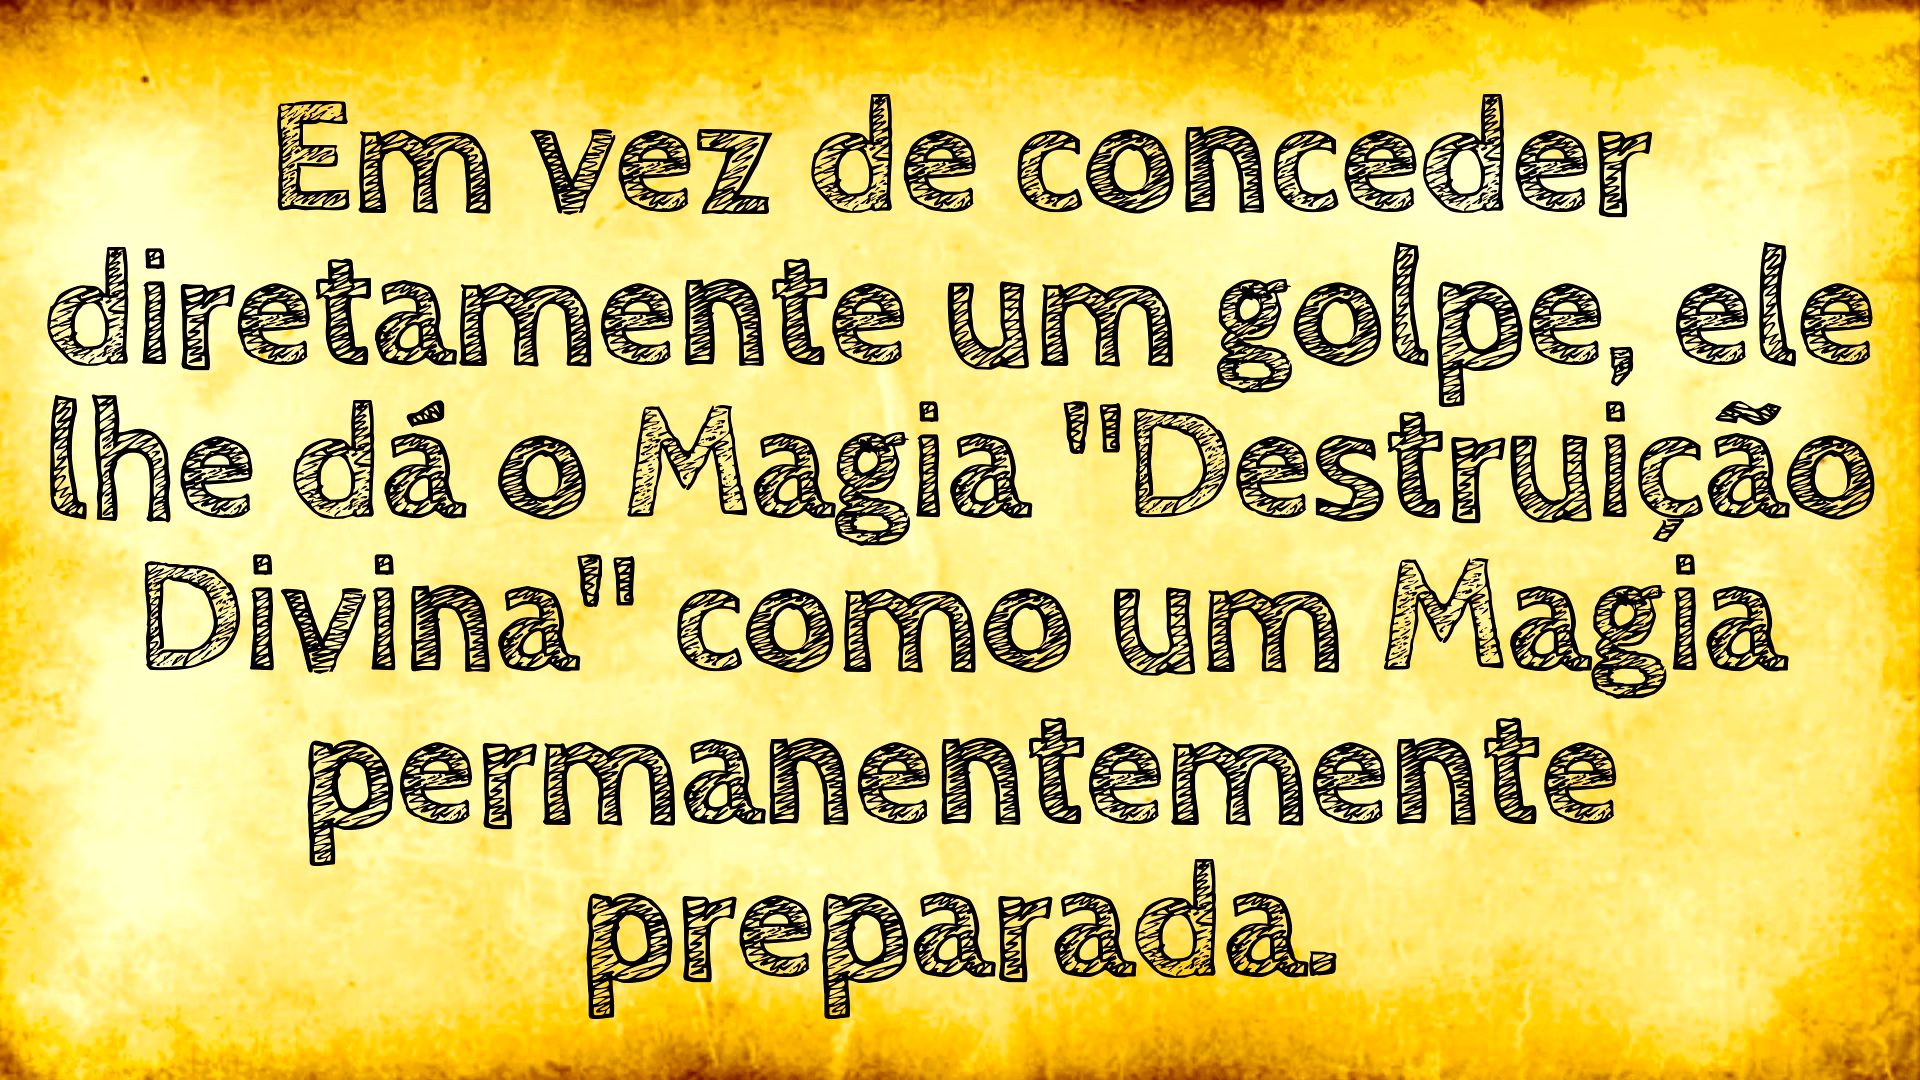 Em vez de conceder
diretamente um golpe, ele
lhe dá o Magia "Destruição
Divina" como um Magia
permanentemente
preparada.